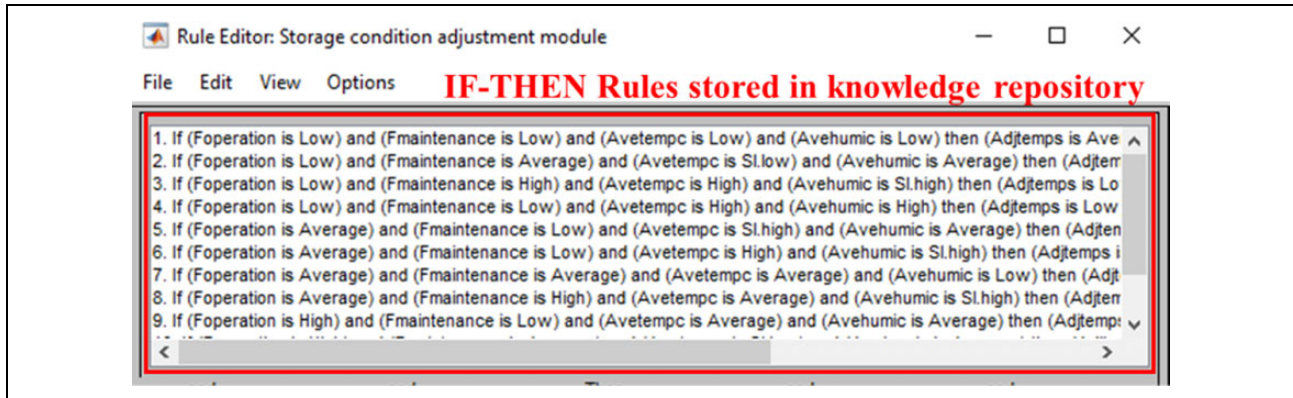 Rule Editor: Storage condition adjustment module
File Edit View Options IF-THEN Rules stored in knowledge repository
1. If (Foperation is Low) and (Fmaintenance is Low) and (Avetempc is Low) and (Avehumic is Low) then (Adjtemps is Ave
2. If (Foperation is Low) and (Fmaintenance is Average) and (Avetempc is Sl.low) and (Avehumic is Average) then (Adjtem
3. If (Foperation is Low) and (Fmaintenance is High) and (Avetempc is High) and (Avehumic is Sl.high) then (Adjtemps is Lo
4. If (Foperation is Low) and (Fmaintenance is Low) and (Avetempc is High) and (Avehumic is High) then (Adjtemps is Low
5. If (Foperation is Average) and (Fmaintenance is Low) and (Avetempc is Sl.high) and (Avehumic is Average) then (Adjtem
6. If (Foperation is Average) and (Fmaintenance is Low) and (Avetempc is High) and (Avehumic is Sl.high) then (Adjtemps i
7. If (Foperation is Average) and (Fmaintenance is Average) and (Avetempc is Average) and (Avehumic is Low) then (Adjt
8. If (Foperation is Average) and (Fmaintenance is High) and (Avetempc is Average) and (Avehumic is Sl.high) then (Adjtem
9. If (Foperation is High) and (Fmaintenance is Low) and (Avetempc is Average) and (Avehumic is Average) then (Adjtemps